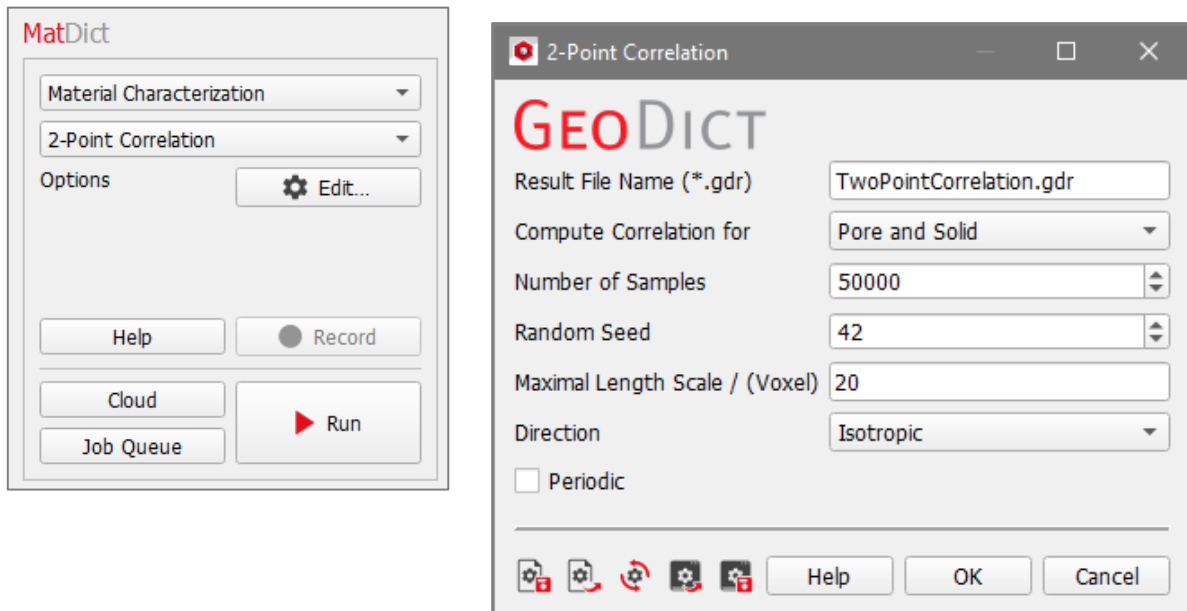 MatDict
Material Characterization
2-Point Correlation
Options
Edit...
Help
Record
Cloud
Job Queue
Run
2-Point Correlation
GEODICT
Result File Name (*.gdr)
TwoPointCorrelation.gdr
Compute Correlation for
Pore and Solid
Number of Samples
50000
Random Seed
42
Maximal Length Scale / (Voxel)
20
Direction
Isotropic
Periodic
Help
OK
Cancel